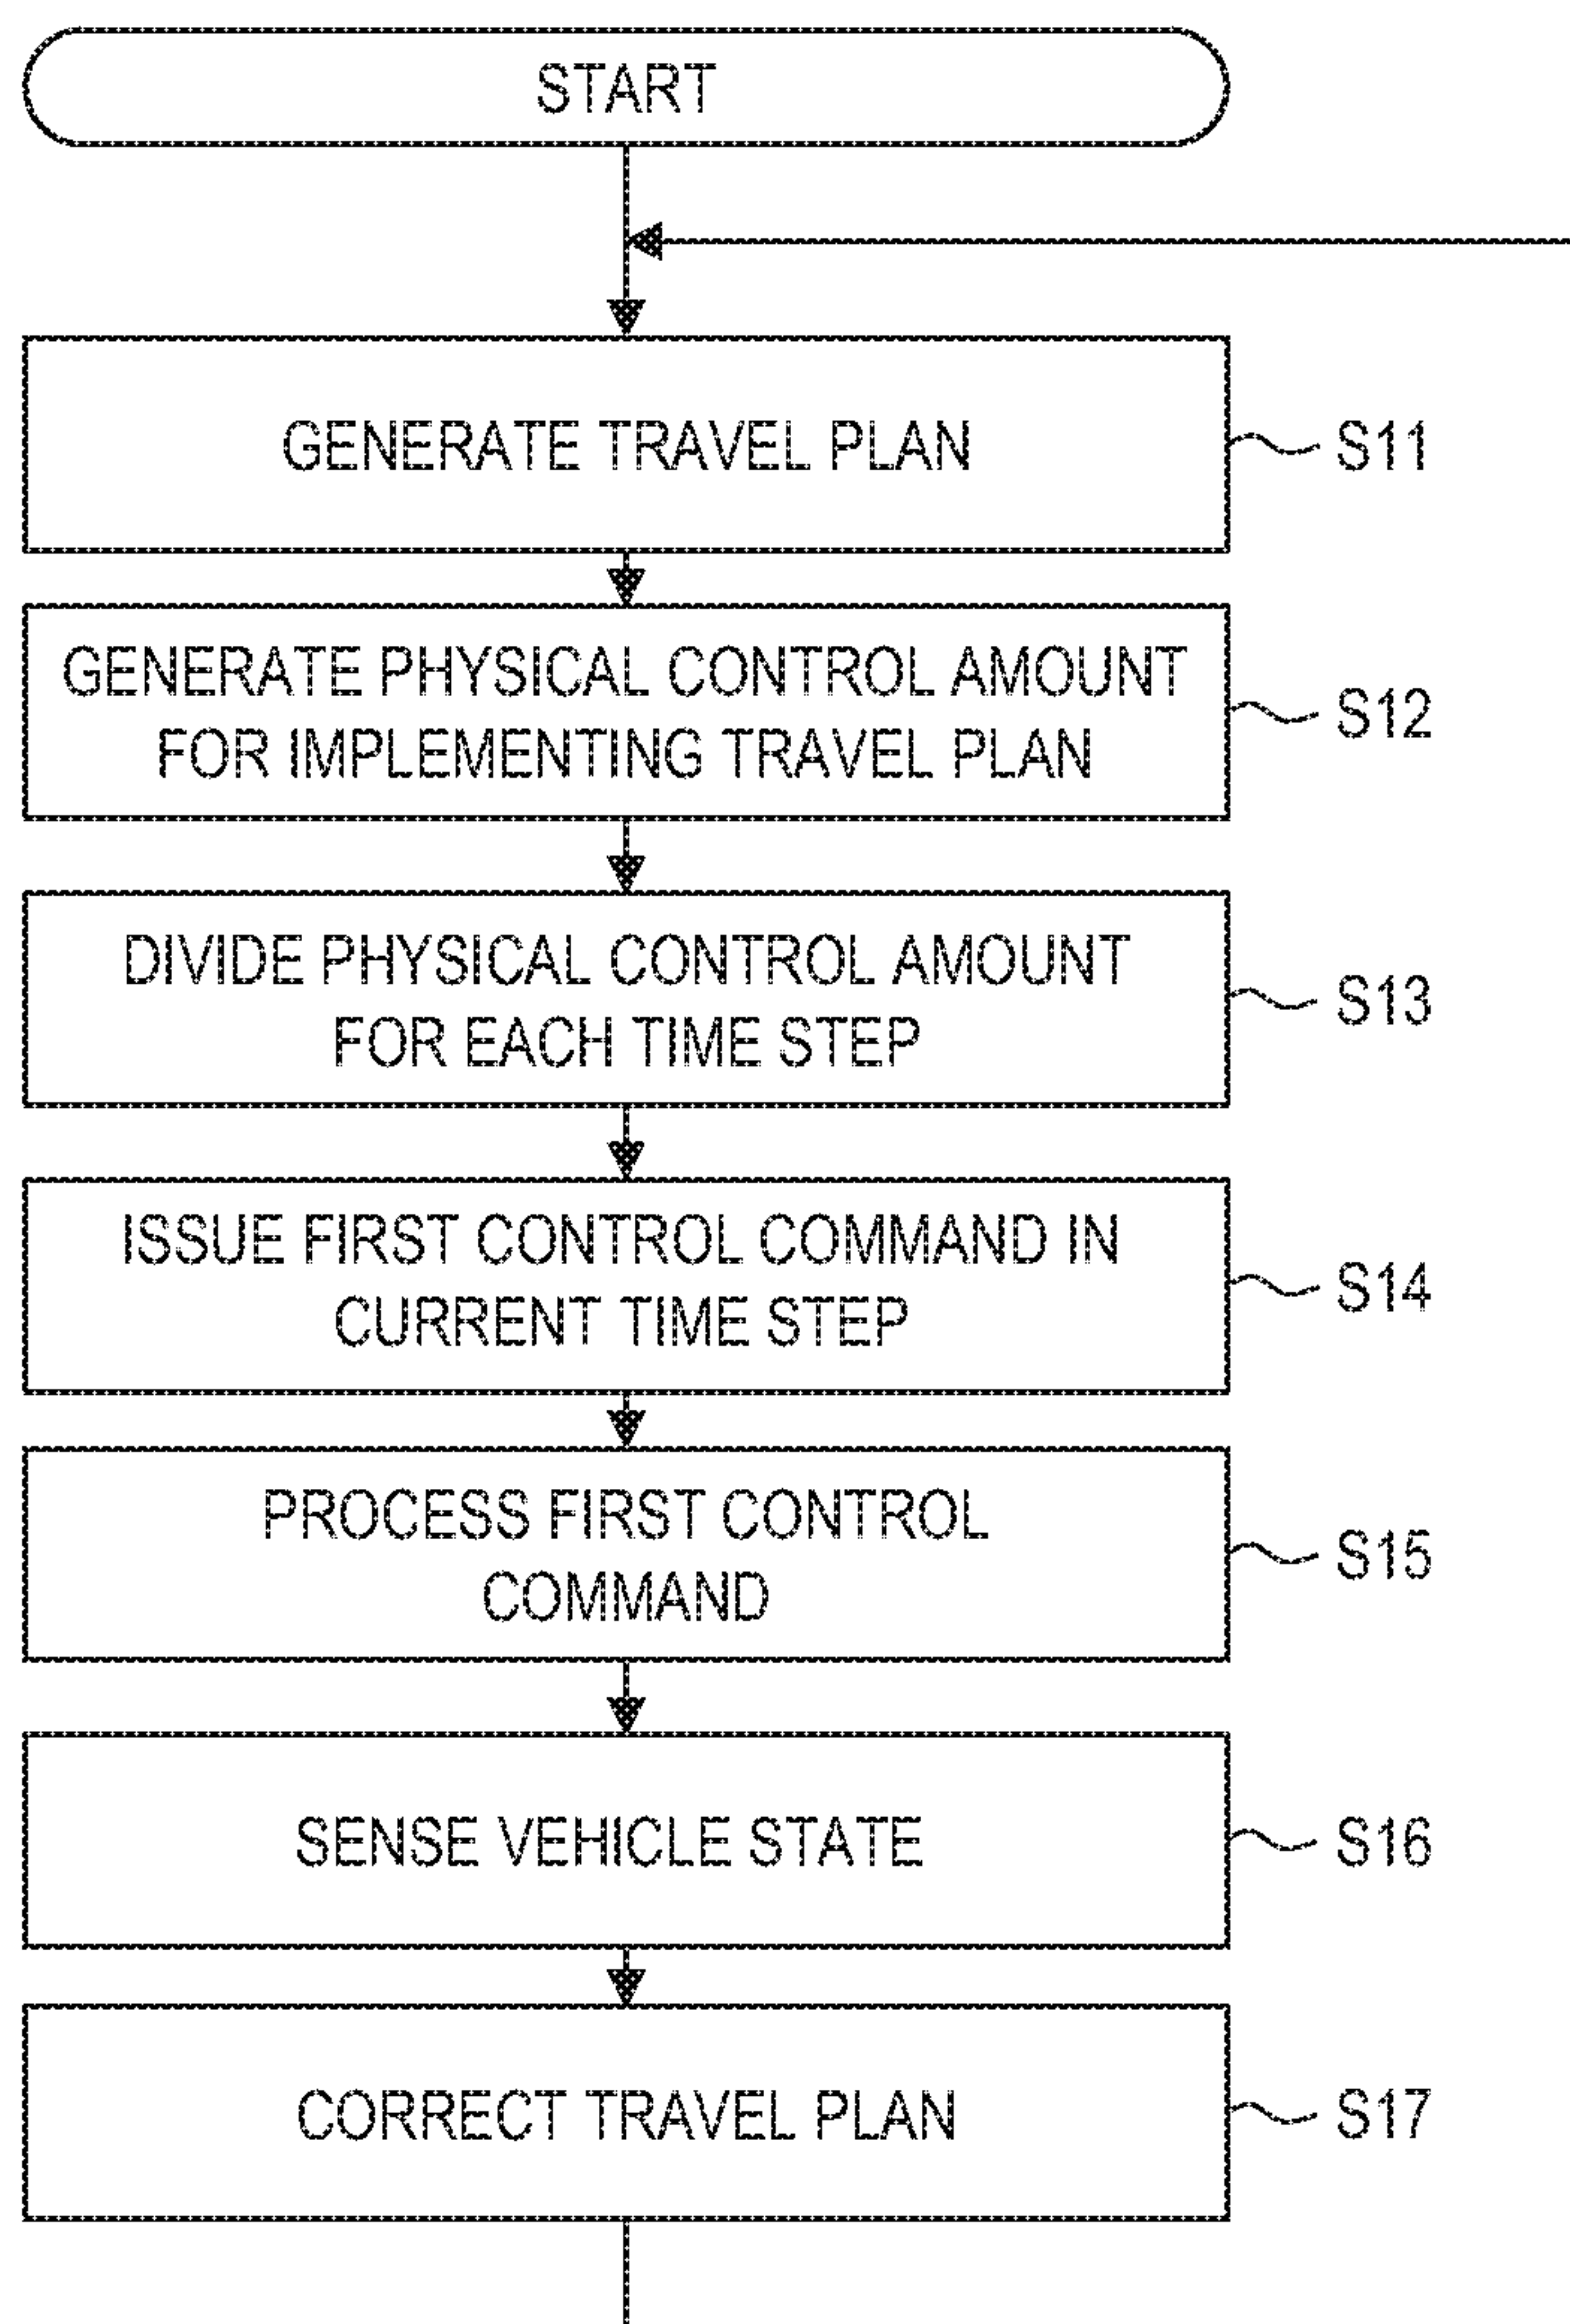 START
GENERATE TRAVEL PLAN
S11
GENERATE PHYSICAL CONTROL AMOUNT
FOR IMPLEMENTING TRAVEL PLAN
S12
DIVIDE PHYSICAL CONTROL AMOUNT
FOR EACH TIME STEP
S13
ISSUE FIRST CONTROL COMMAND IN
CURRENT TIME STEP
S14
PROCESS FIRST CONTROL
COMMAND
S15
SENSE VEHICLE STATE
S16
CORRECT TRAVEL PLAN
S17